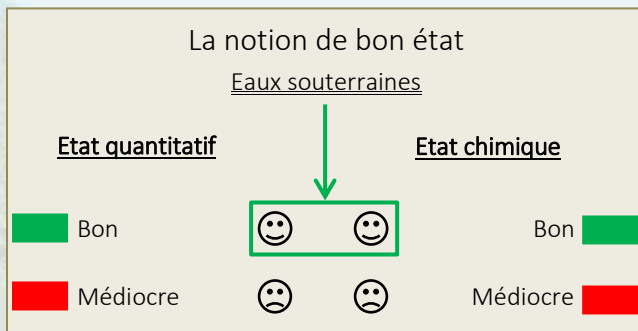 La notion de bon état
Eaux souterraines
Etat quantitatif
Etat chimique
Bon
Bon
Médiocre
Médiocre